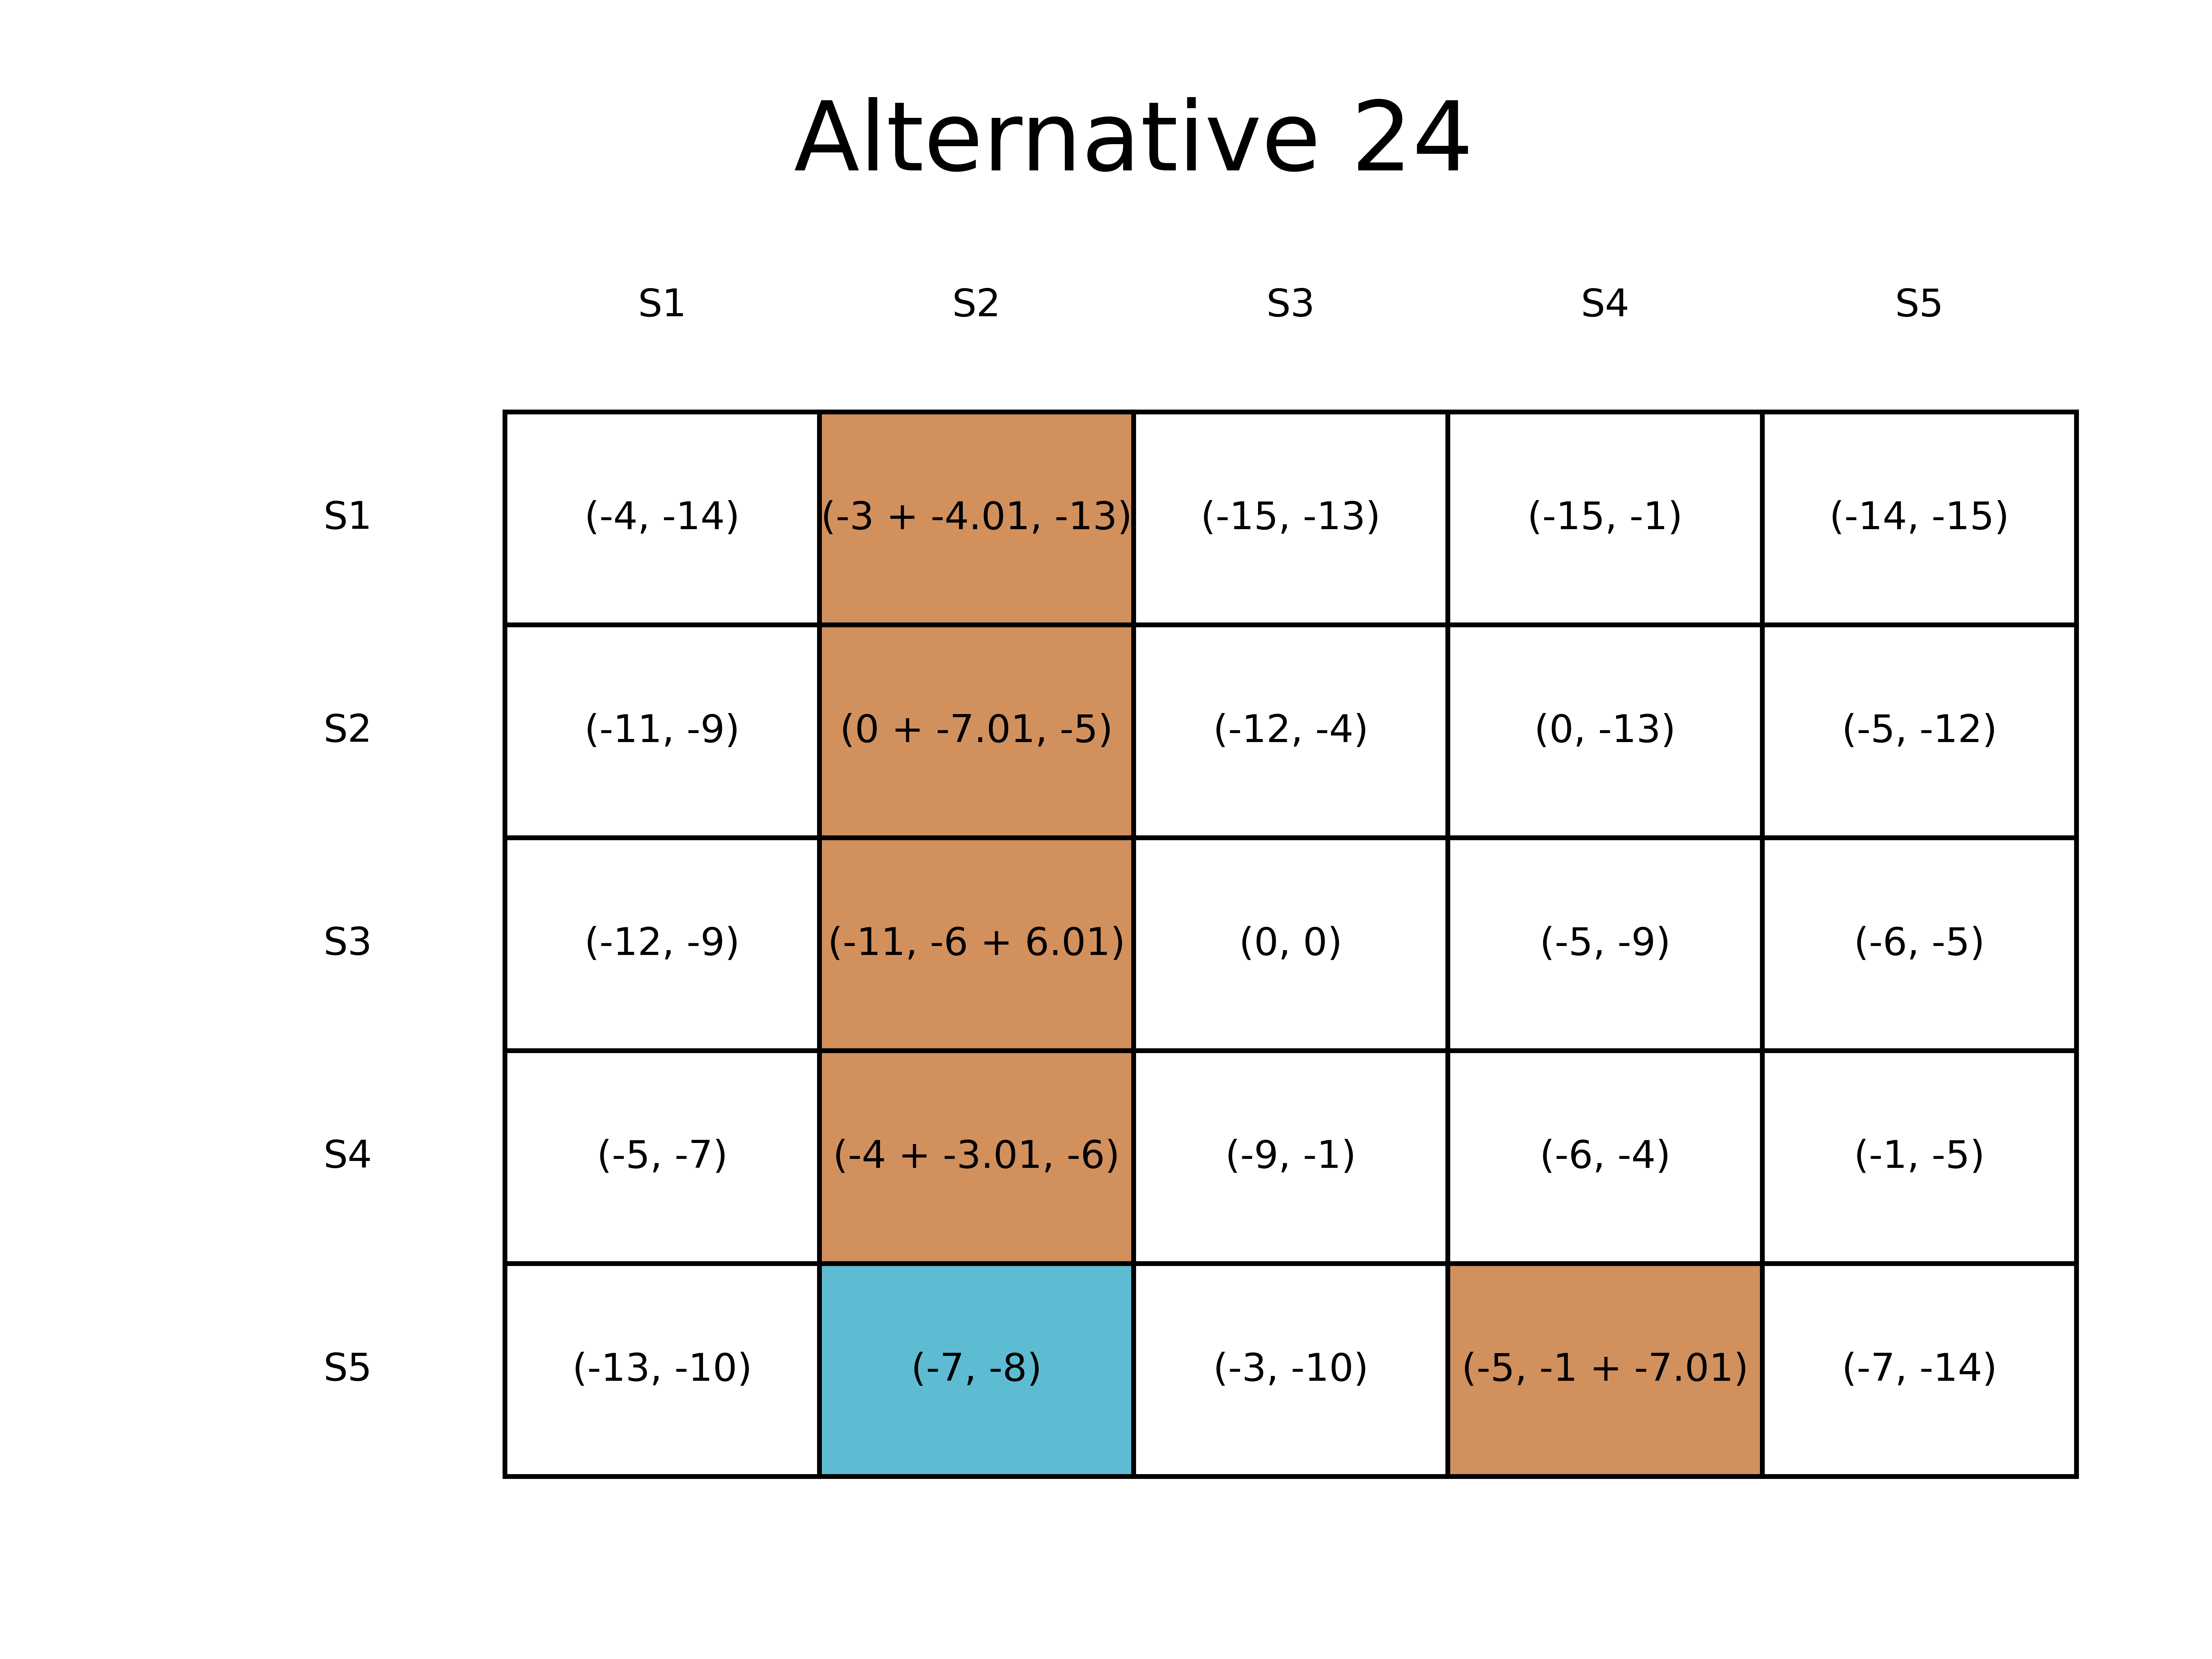 Alternative 24
S1 S2 S3 S4 S5
S1 (-4, -14) (-3 + -4.01, -13) (-15, -13) (-15, -1) (-14, -15)
S2 (-11, -9) (0 + -7.01, -5) (-12, -4) (0, -13) (-5, -12)
S3 (-12, -9) (-11, -6 + 6.01) (0, 0) (-5, -9) (-6, -5)
S4 (-5, -7) (-4 + -3.01, -6) (-9, -1) (-6, -4) (-1, -5)
S5 (-13, -10) (-7, -8) (-3, -10) (-5, -1 + -7.01) (-7, -14)